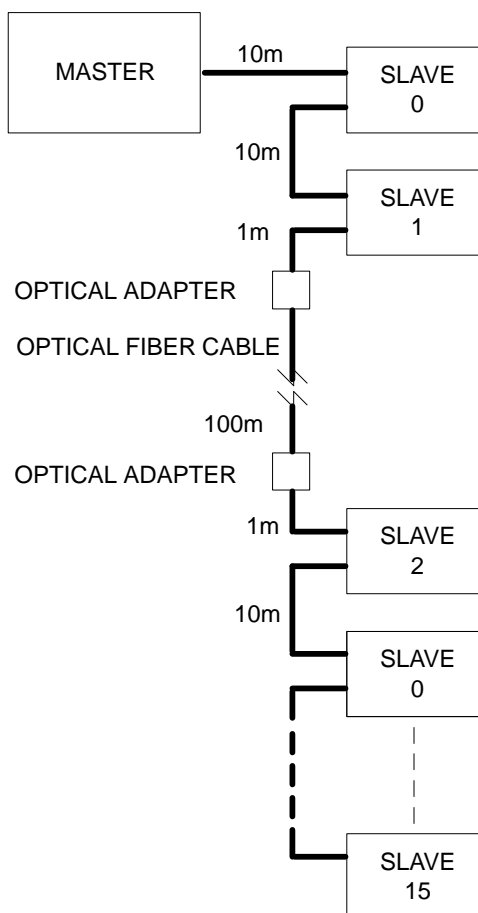 MASTER
10m
SLAVE
0
10m
SLAVE
1
1m
OPTICAL ADAPTER
OPTICAL FIBER CABLE
100m
OPTICAL ADAPTER
1m
SLAVE
2
10m
SLAVE
0
SLAVE
15